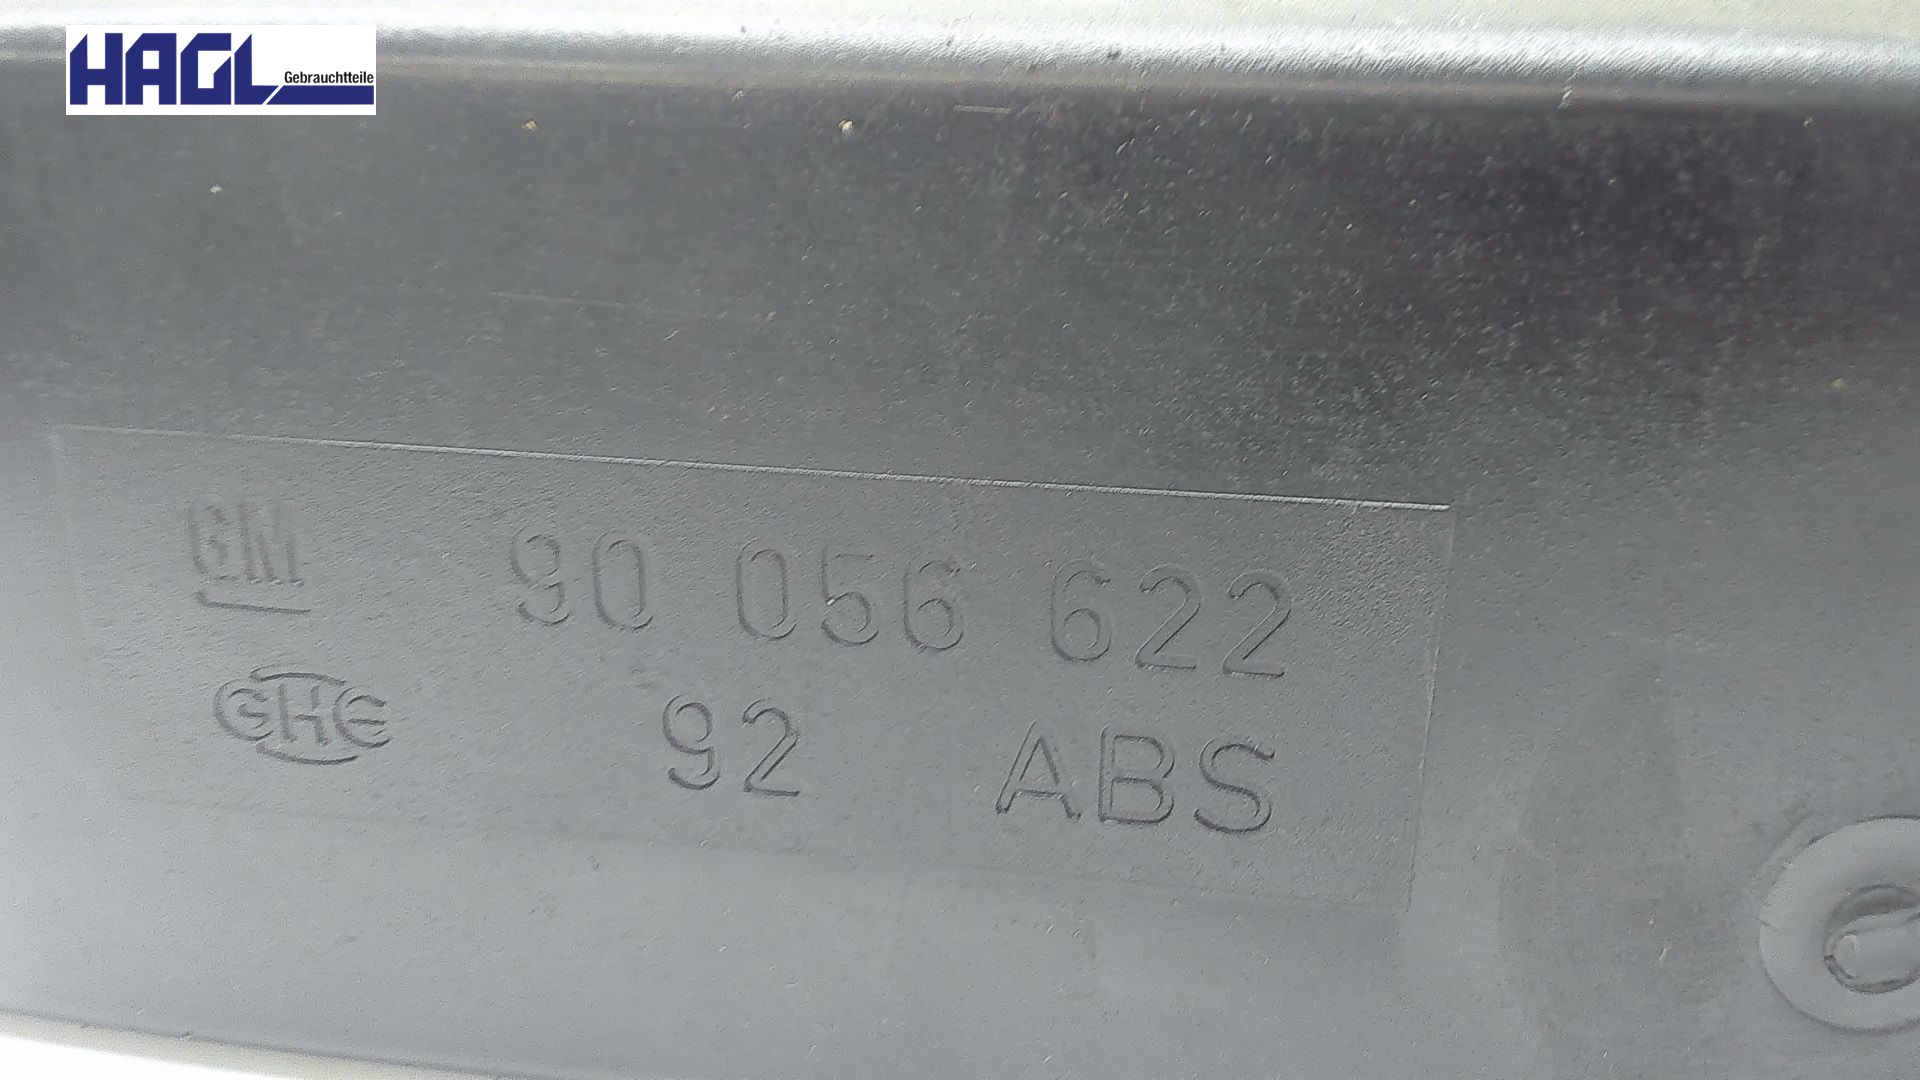 HAGL Gebrauchtteile
GM 90 056 622
GHE 92 ABS